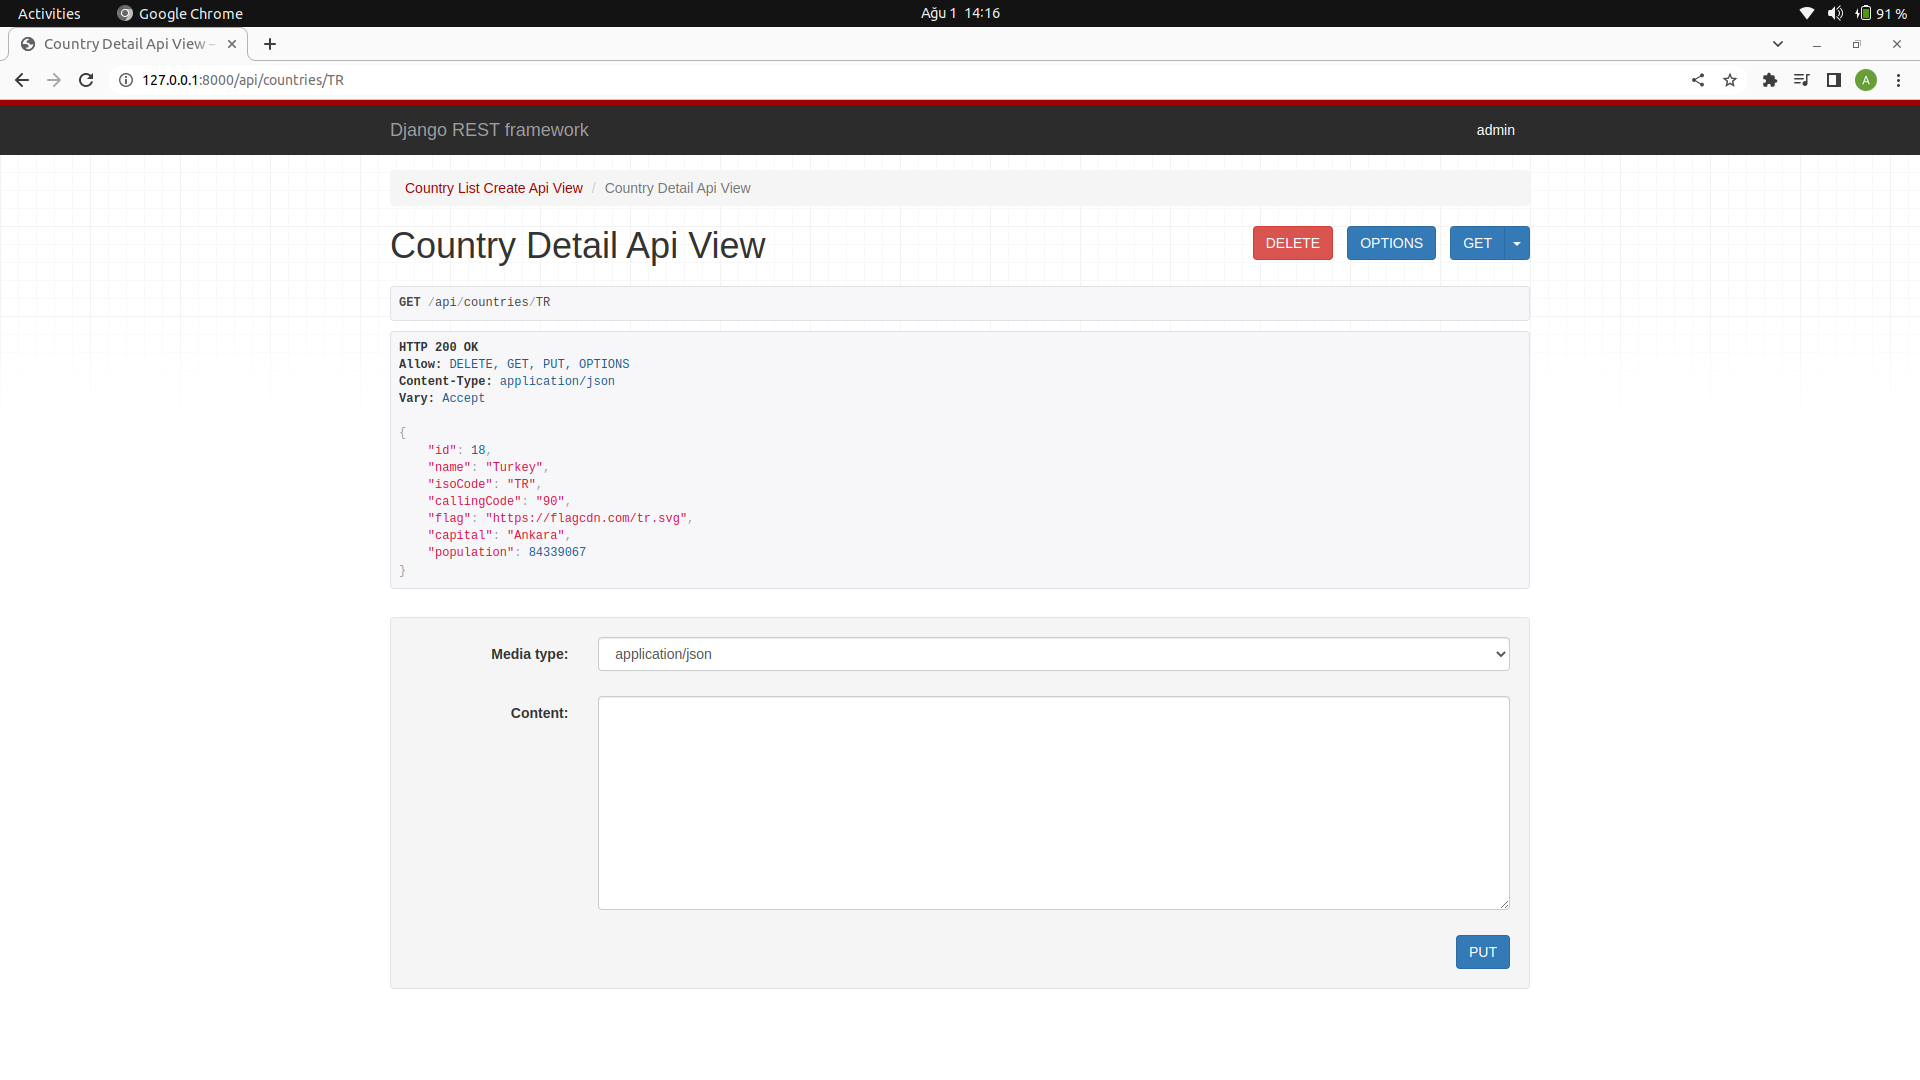 Activities
Google Chrome
Ağu 1 14:16
91 %
Country Detail Api View –
127.0.0.1:8000/api/countries/TR
A
Django REST framework
admin
Country List Create Api View / Country Detail Api View
Country Detail Api View
DELETE
OPTIONS
GET
GET /api/countries/TR
HTTP 200 OK
Allow: DELETE, GET, PUT, OPTIONS
Content-Type: application/json
Vary: Accept
{
"id": 18,
"name": "Turkey",
"isoCode": "TR",
"callingCode": "90",
"flag": "https://flagcdn.com/tr.svg",
"capital": "Ankara",
"population": 84339067
}
Media type:
application/json
Content:
PUT